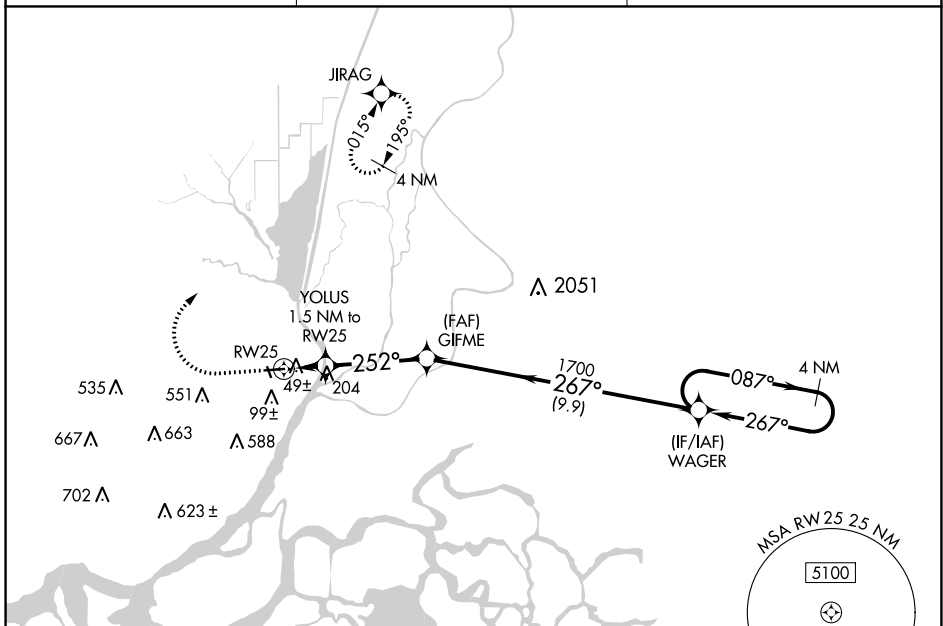 JIRAG
015°
195°
4 NM
2051
YOLUS
1.5 NM to
RW25
(FAF)
GIFME
RW25
252°
1700
267°
(9.9)
087°
4 NM
267°
(IF/IAF)
WAGER
49±
204
535
551
99±
667
663
588
702
623 ±
MSA RW25 25 NM
5100